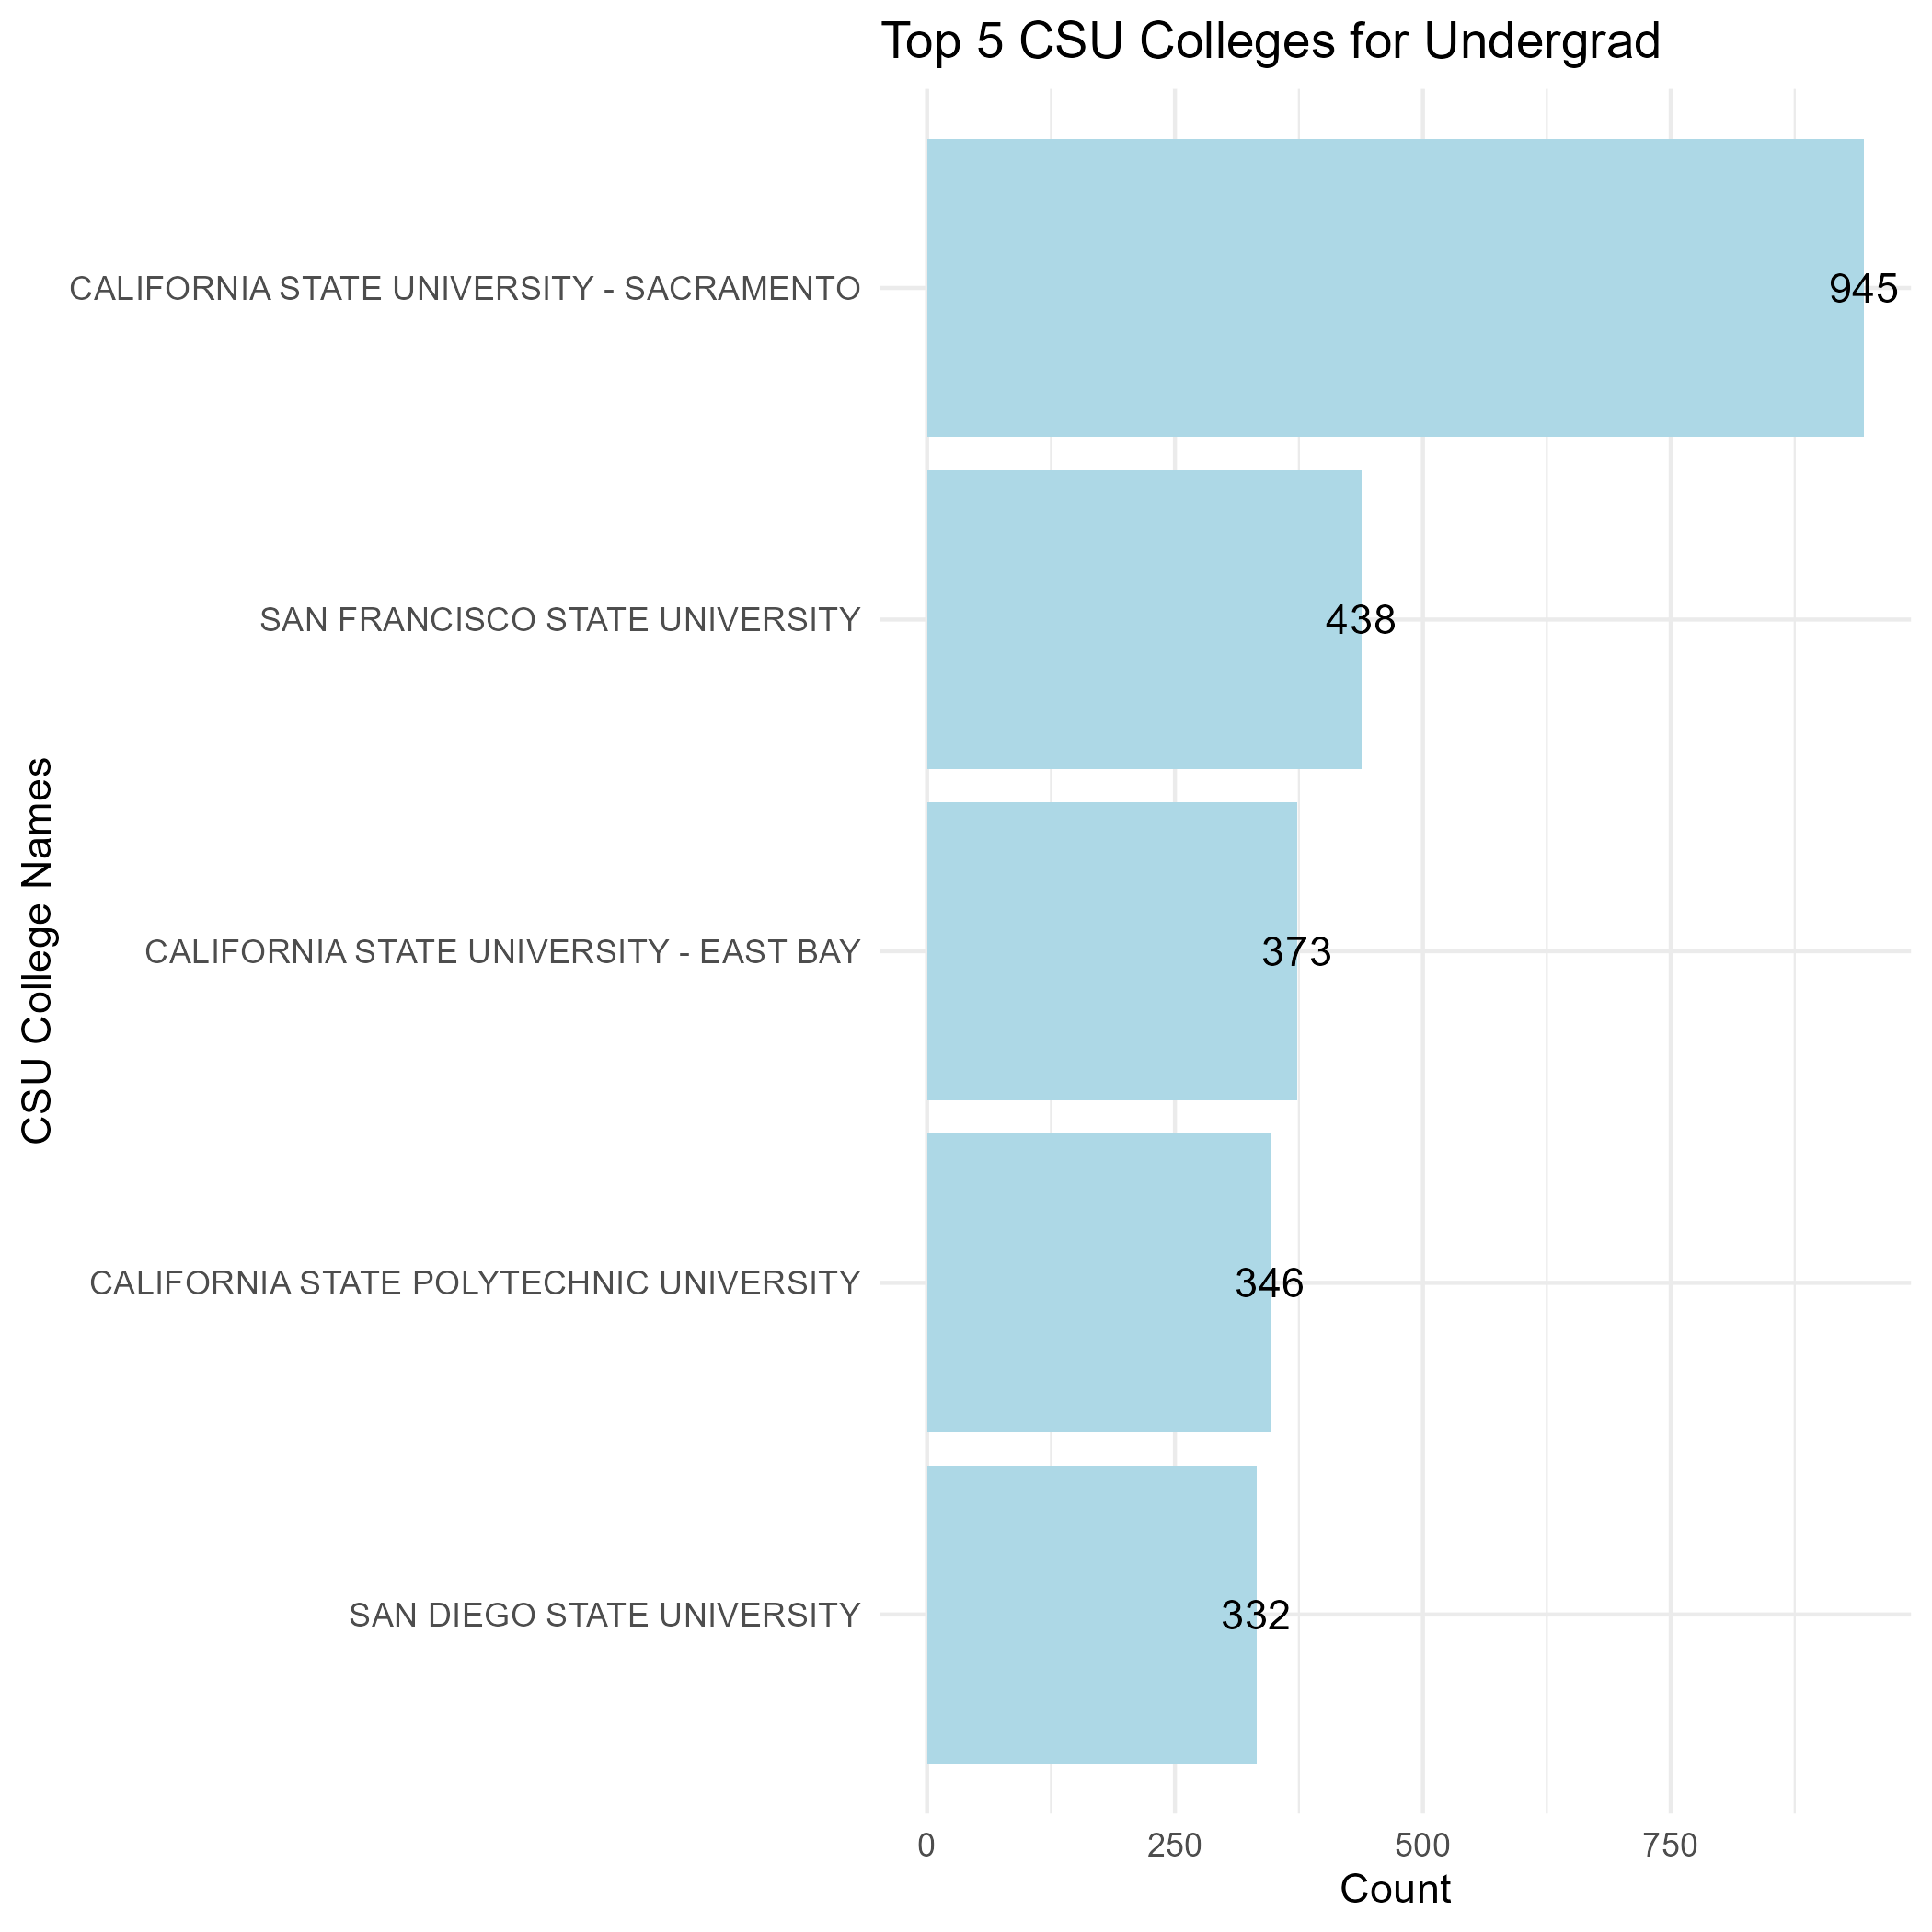 Top 5 CSU Colleges for Undergrad
CSU College Names
CALIFORNIA STATE UNIVERSITY - SACRAMENTO
945
SAN FRANCISCO STATE UNIVERSITY
438
CALIFORNIA STATE UNIVERSITY - EAST BAY
373
CALIFORNIA STATE POLYTECHNIC UNIVERSITY
346
SAN DIEGO STATE UNIVERSITY
332
0 250 500 750
Count